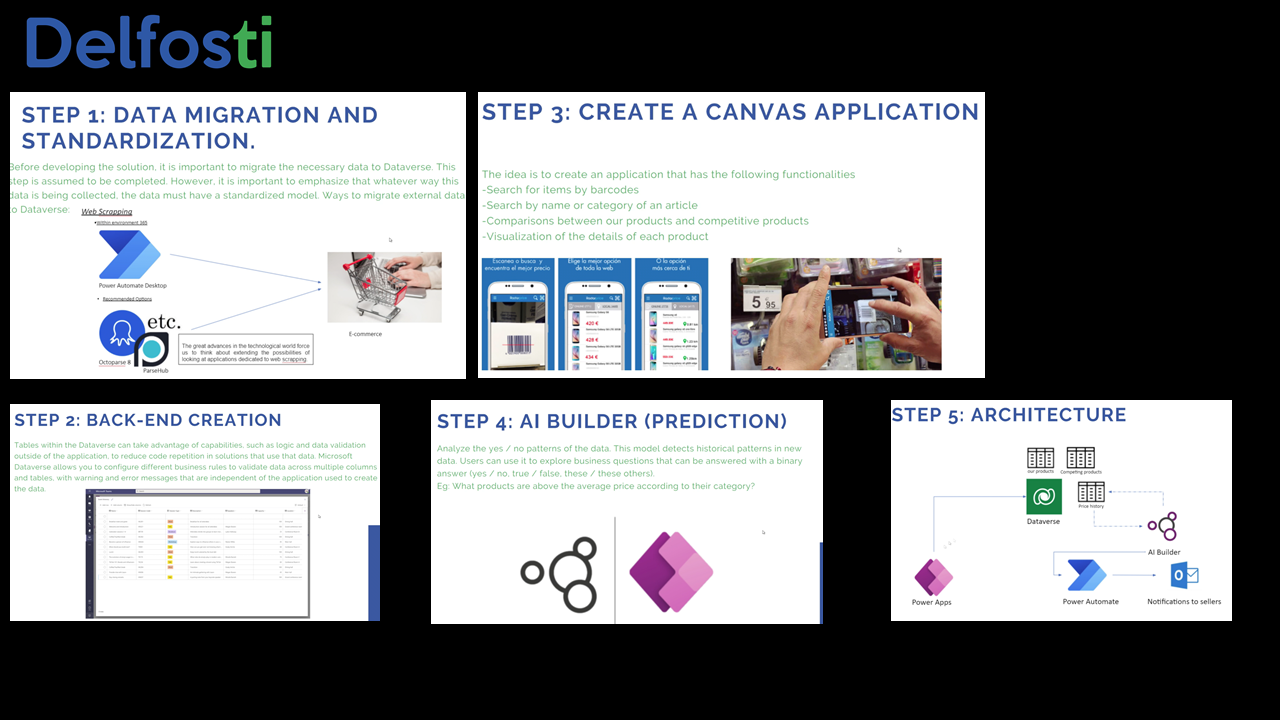 Delfosti
STEP 1: DATA MIGRATION AND
STANDARDIZATION.
Before developing the solution, it is important to migrate the necessary data to Dataverse. This
step is assumed to be completed. However, it is important to emphasize that whatever way this
data is being collected, the data must have a standardized model. Ways to migrate external data
to Dataverse:
Web Scrapping
•Within environment 365
Power Automate Desktop
• Recommended Options
etc.
Octoparse 8
ParseHub
The great advances in the technological world force
us to think about extending the possibilities of
looking at applications dedicated to web scrapping
E-commerce
STEP 3: CREATE A CANVAS APPLICATION
The idea is to create an application that has the following functionalities
-Search for items by barcodes
-Search by name or category of an article
-Comparisons between our products and competitive products
-Visualization of the details of each product
Escanea o busca y
encuentra el mejor precio
Elige la mejor opción
de toda la web
O la opción
más cerca de ti
420 €
428 €
434 €
5 95
STEP 2: BACK-END CREATION
Tables within the Dataverse can take advantage of capabilities, such as logic and data validation
outside of the application, to reduce code repetition in solutions that use that data. Microsoft
Dataverse allows you to configure different business rules to validate data across multiple columns
and tables, with warning and error messages that are independent of the application used to create
the data.
STEP 4: AI BUILDER (PREDICTION)
Analyze the yes / no patterns of the data. This model detects historical patterns in new
data. Users can use it to explore business questions that can be answered with a binary
answer (yes / no, true / false, these / these others).
Eg: What products are above the average price according to their category?
STEP 5: ARCHITECTURE
our products
Competing products
Dataverse
Price history
AI Builder
Power Apps
Power Automate
Notifications to sellers